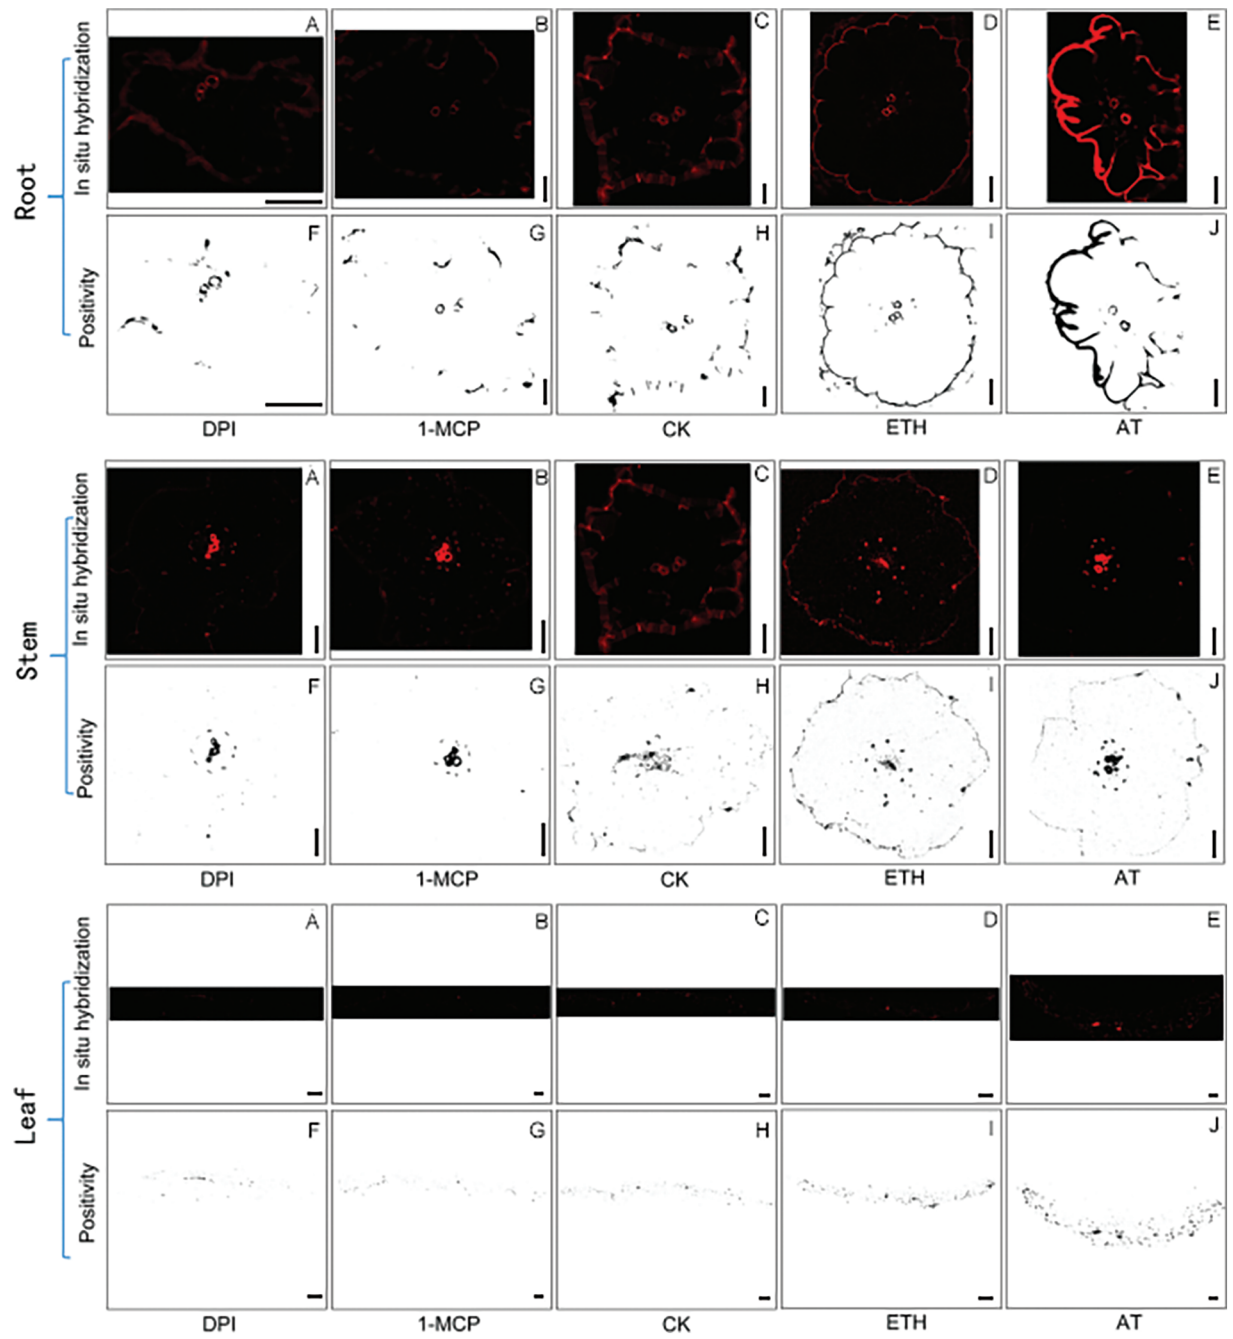 Root
In situ hybridization
A
B
C
D
E
Positivity
F
G
H
I
J
DPI
1-MCP
CK
ETH
AT
Stem
In situ hybridization
A
B
C
D
E
Positivity
F
G
H
I
J
DPI
1-MCP
CK
ETH
AT
Leaf
In situ hybridization
A
B
C
D
E
Positivity
F
G
H
I
J
DPI
1-MCP
CK
ETH
AT